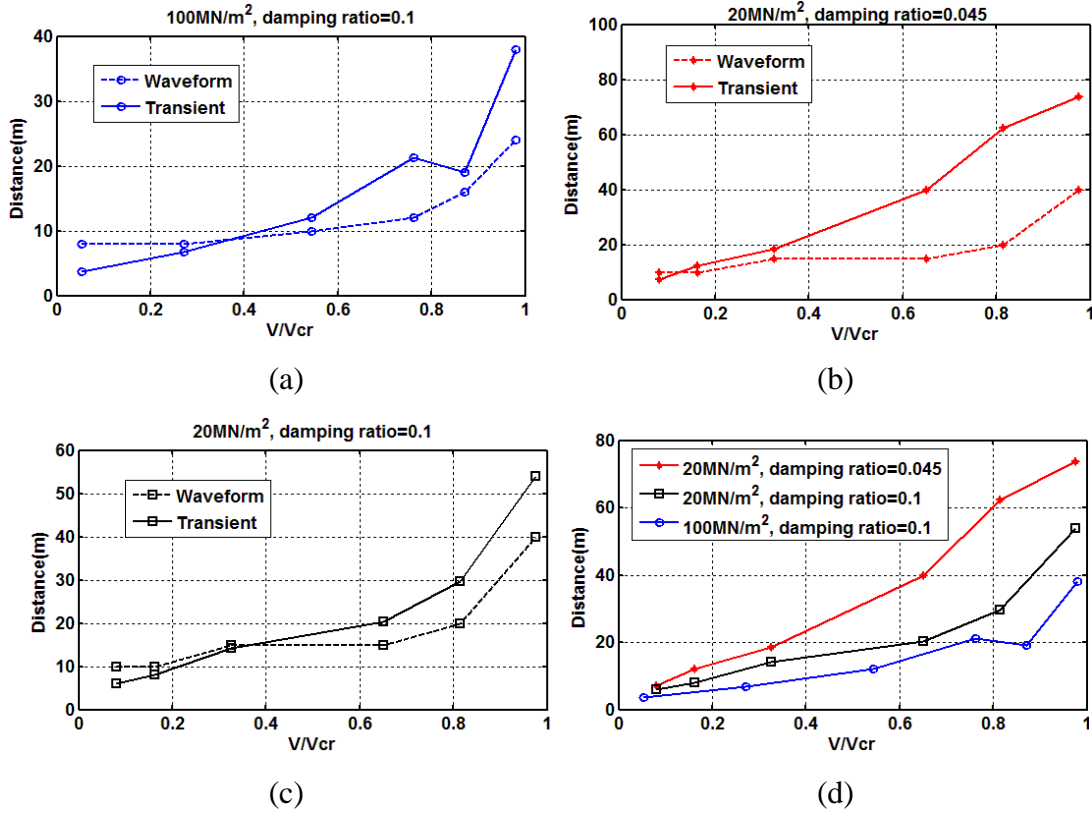 100MN/m², damping ratio=0.1
40
30
20
10
0
Distance(m)
Waveform
Transient
0 0.2 0.4 0.6 0.8 1
V/Vcr
(a)
20MN/m², damping ratio=0.045
100
80
60
40
20
0
Distance(m)
Waveform
Transient
0 0.2 0.4 0.6 0.8 1
V/Vcr
(b)
20MN/m², damping ratio=0.1
60
50
40
30
20
10
0
Distance(m)
Waveform
Transient
0 0.2 0.4 0.6 0.8 1
V/Vcr
(c)
80
60
40
20
0
Distance(m)
20MN/m², damping ratio=0.045
20MN/m², damping ratio=0.1
100MN/m², damping ratio=0.1
0 0.2 0.4 0.6 0.8 1
V/Vcr
(d)